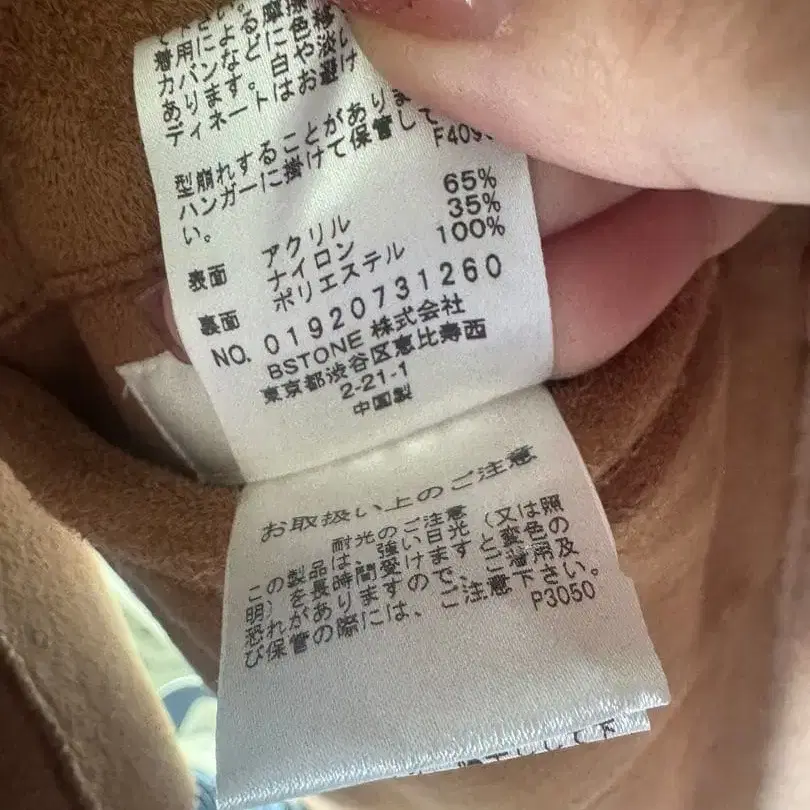 て下さい。摩擦
着用による
カバンなどに色移
あります。白や淡い
ディネートはお避け
型崩れすることがありま
ハンガーに掛けて保管して
い。
F409
表面 アクリル 65%
ナイロン 35%
裏面 ポリエステル 100%
NO. 01920731260
BSTONE 株式会社
東京都渋谷区恵比寿西
2-21-1
中国製
お取扱い上のご注意
耐光のご注意
この製品は、強い日光(又は照
明)を長時間受けますと変色の
恐れがありますので、ご着用及
び保管の際には、ご注意下さい。
P3050